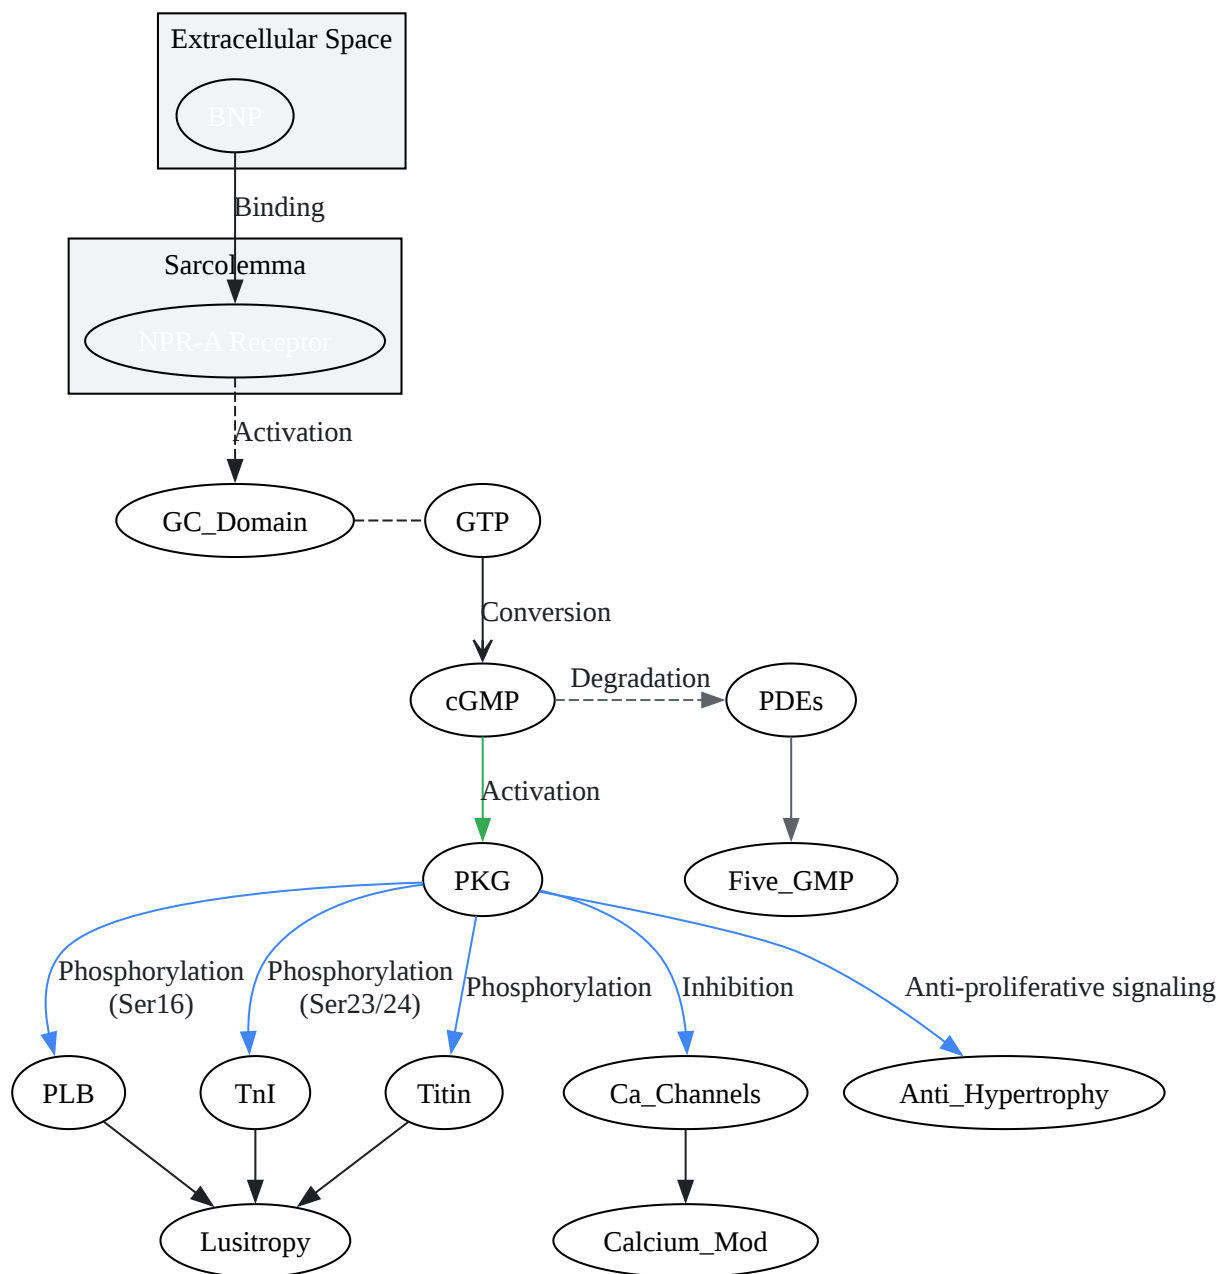 Extracellular Space
BNP
Binding
Sarcolemma
NPR-A Receptor
Activation
GC_Domain
GTP
Conversion
Degradation
cGMP
PDEs
Activation
PKG
Five_GMP
Phosphorylation
(Ser16)
Phosphorylation
(Ser23/24)
Phosphorylation
Inhibition
Anti-proliferative signaling
PLB
TnI
Titin
Ca_Channels
Anti_Hypertrophy
Lusitropy
Calcium_Mod